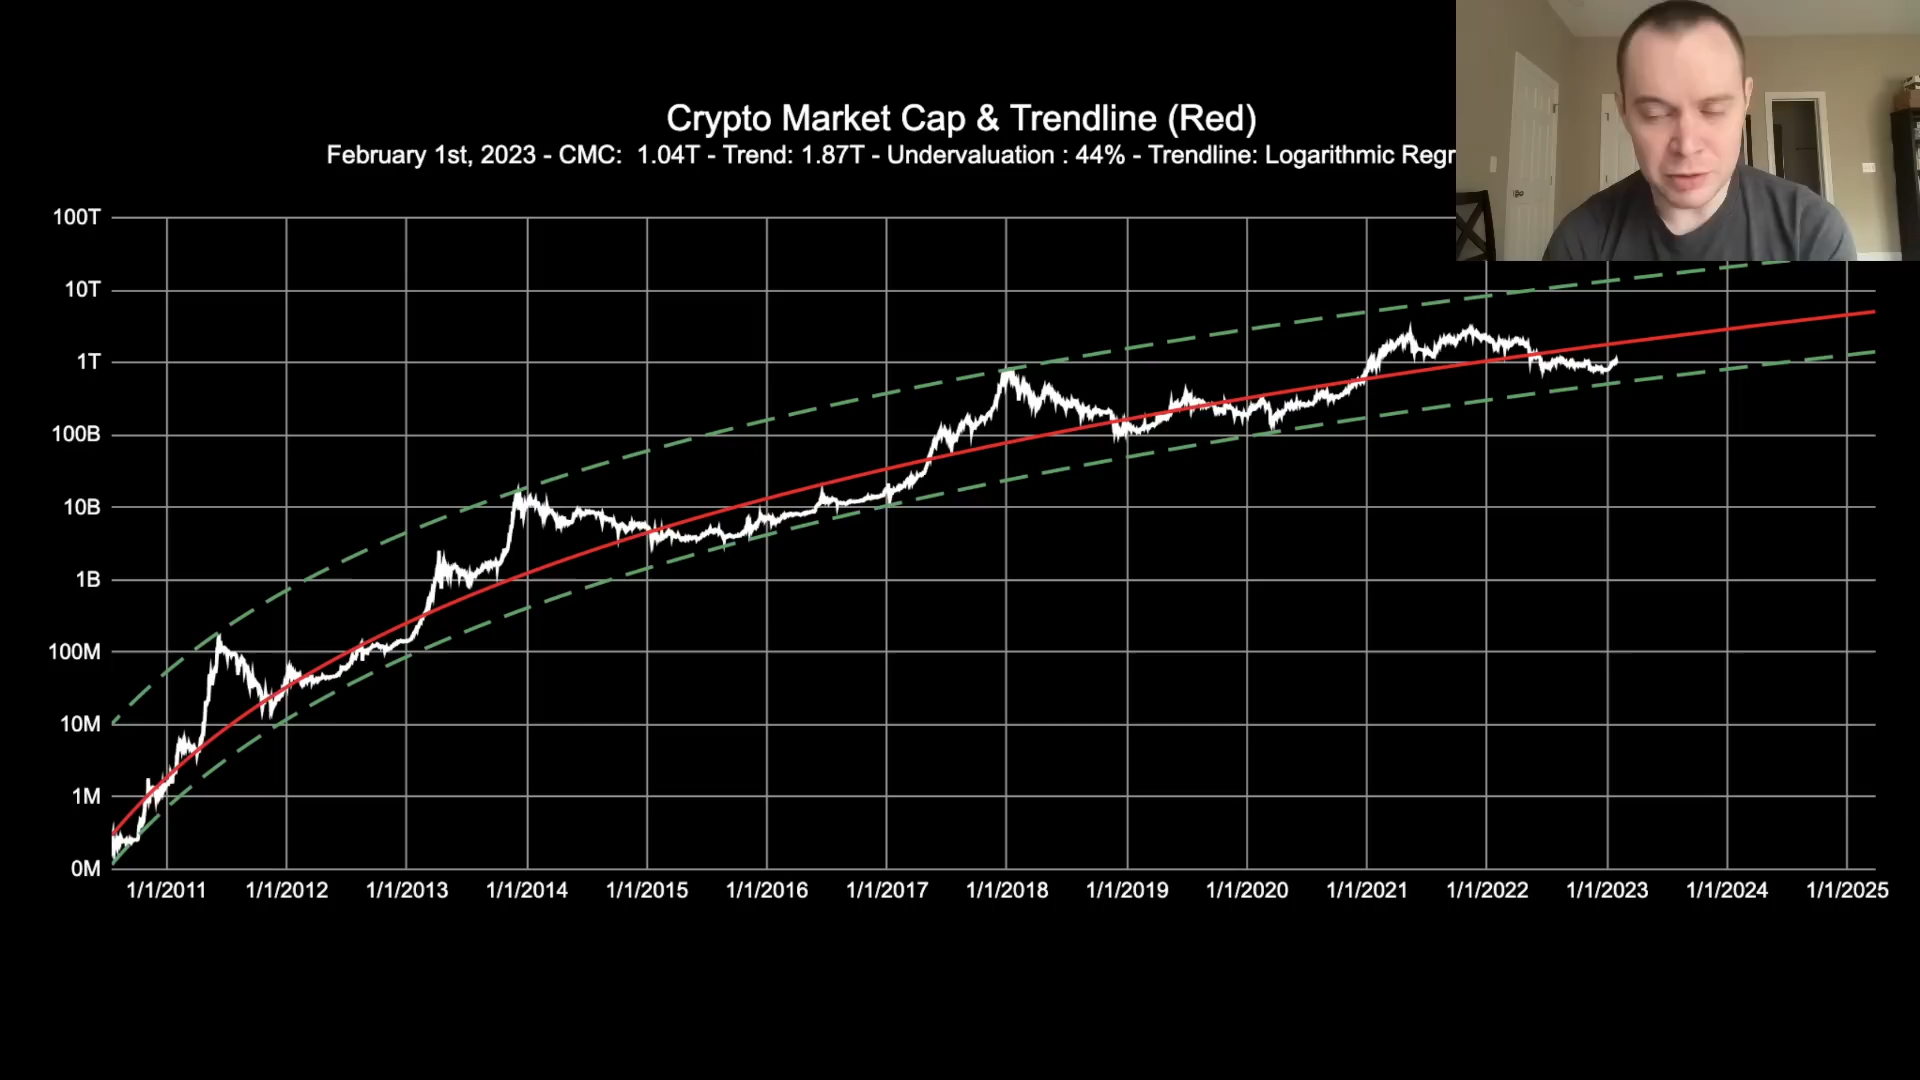 Crypto Market Cap & Trendline (Red)
February 1st, 2023 - CMC: 1.04T - Trend: 1.87T - Undervaluation : 44% - Trendline: Logarithmic Regr
100T
10T
1T
100B
10B
1B
100M
10M
1M
0M
1/1/2011 1/1/2012 1/1/2013 1/1/2014 1/1/2015 1/1/2016 1/1/2017 1/1/2018 1/1/2019 1/1/2020 1/1/2021 1/1/2022 1/1/2023 1/1/2024 1/1/2025